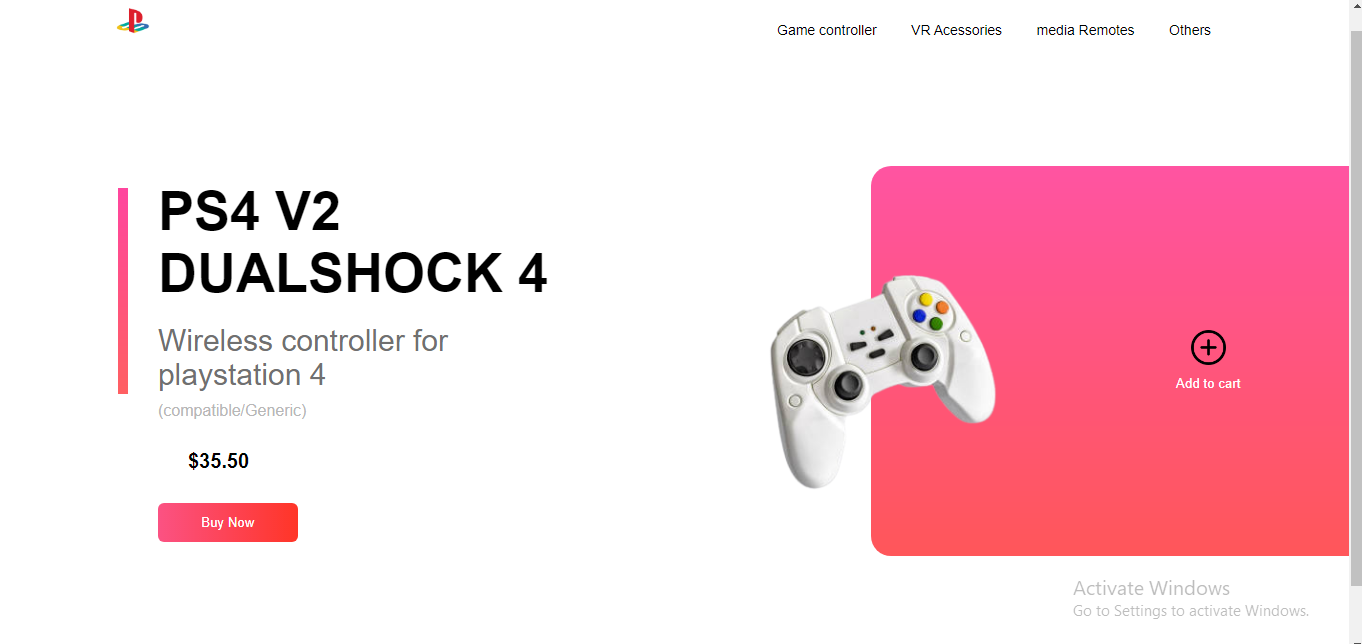 Game controller VR Acessories media Remotes Others
PS4 V2
DUALSHOCK 4
Wireless controller for
playstation 4
(compatible/Generic)
$35.50
Buy Now
Add to cart
Activate Windows
Go to Settings to activate Windows.